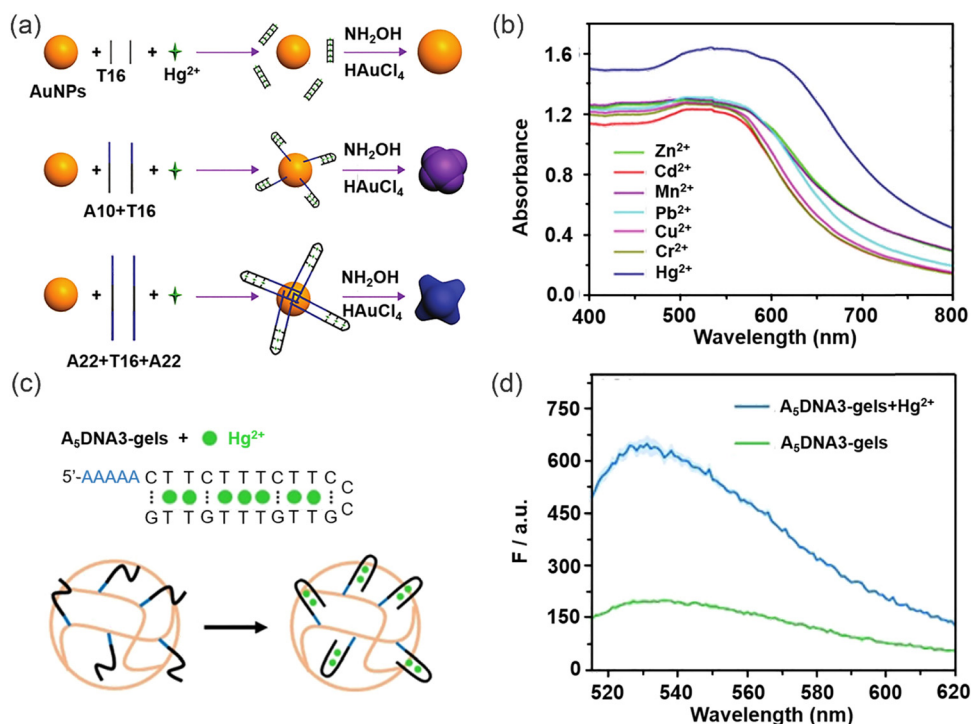 (a)
AuNPs
+
T16
+
Hg²⁺
NH₂OH
HAuCl₄
+
A10+T16
+
NH₂OH
HAuCl₄
+
A22+T16+A22
+
NH₂OH
HAuCl₄
(b)
Absorbance
1.6
1.2
0.8
0.4
0.0
Zn²⁺
Cd²⁺
Mn²⁺
Pb²⁺
Cu²⁺
Cr²⁺
Hg²⁺
400 500 600 700 800
Wavelength (nm)
(c)
A₅DNA3-gels + Hg²⁺
5'-AAAAA C T T C T T T C T T C
C
C
C
G T T G T T T G T T G
(d)
F / a.u.
750
600
450
300
150
0
A₅DNA3-gels+Hg²⁺
A₅DNA3-gels
520 540 560 580 600 620
Wavelength (nm)